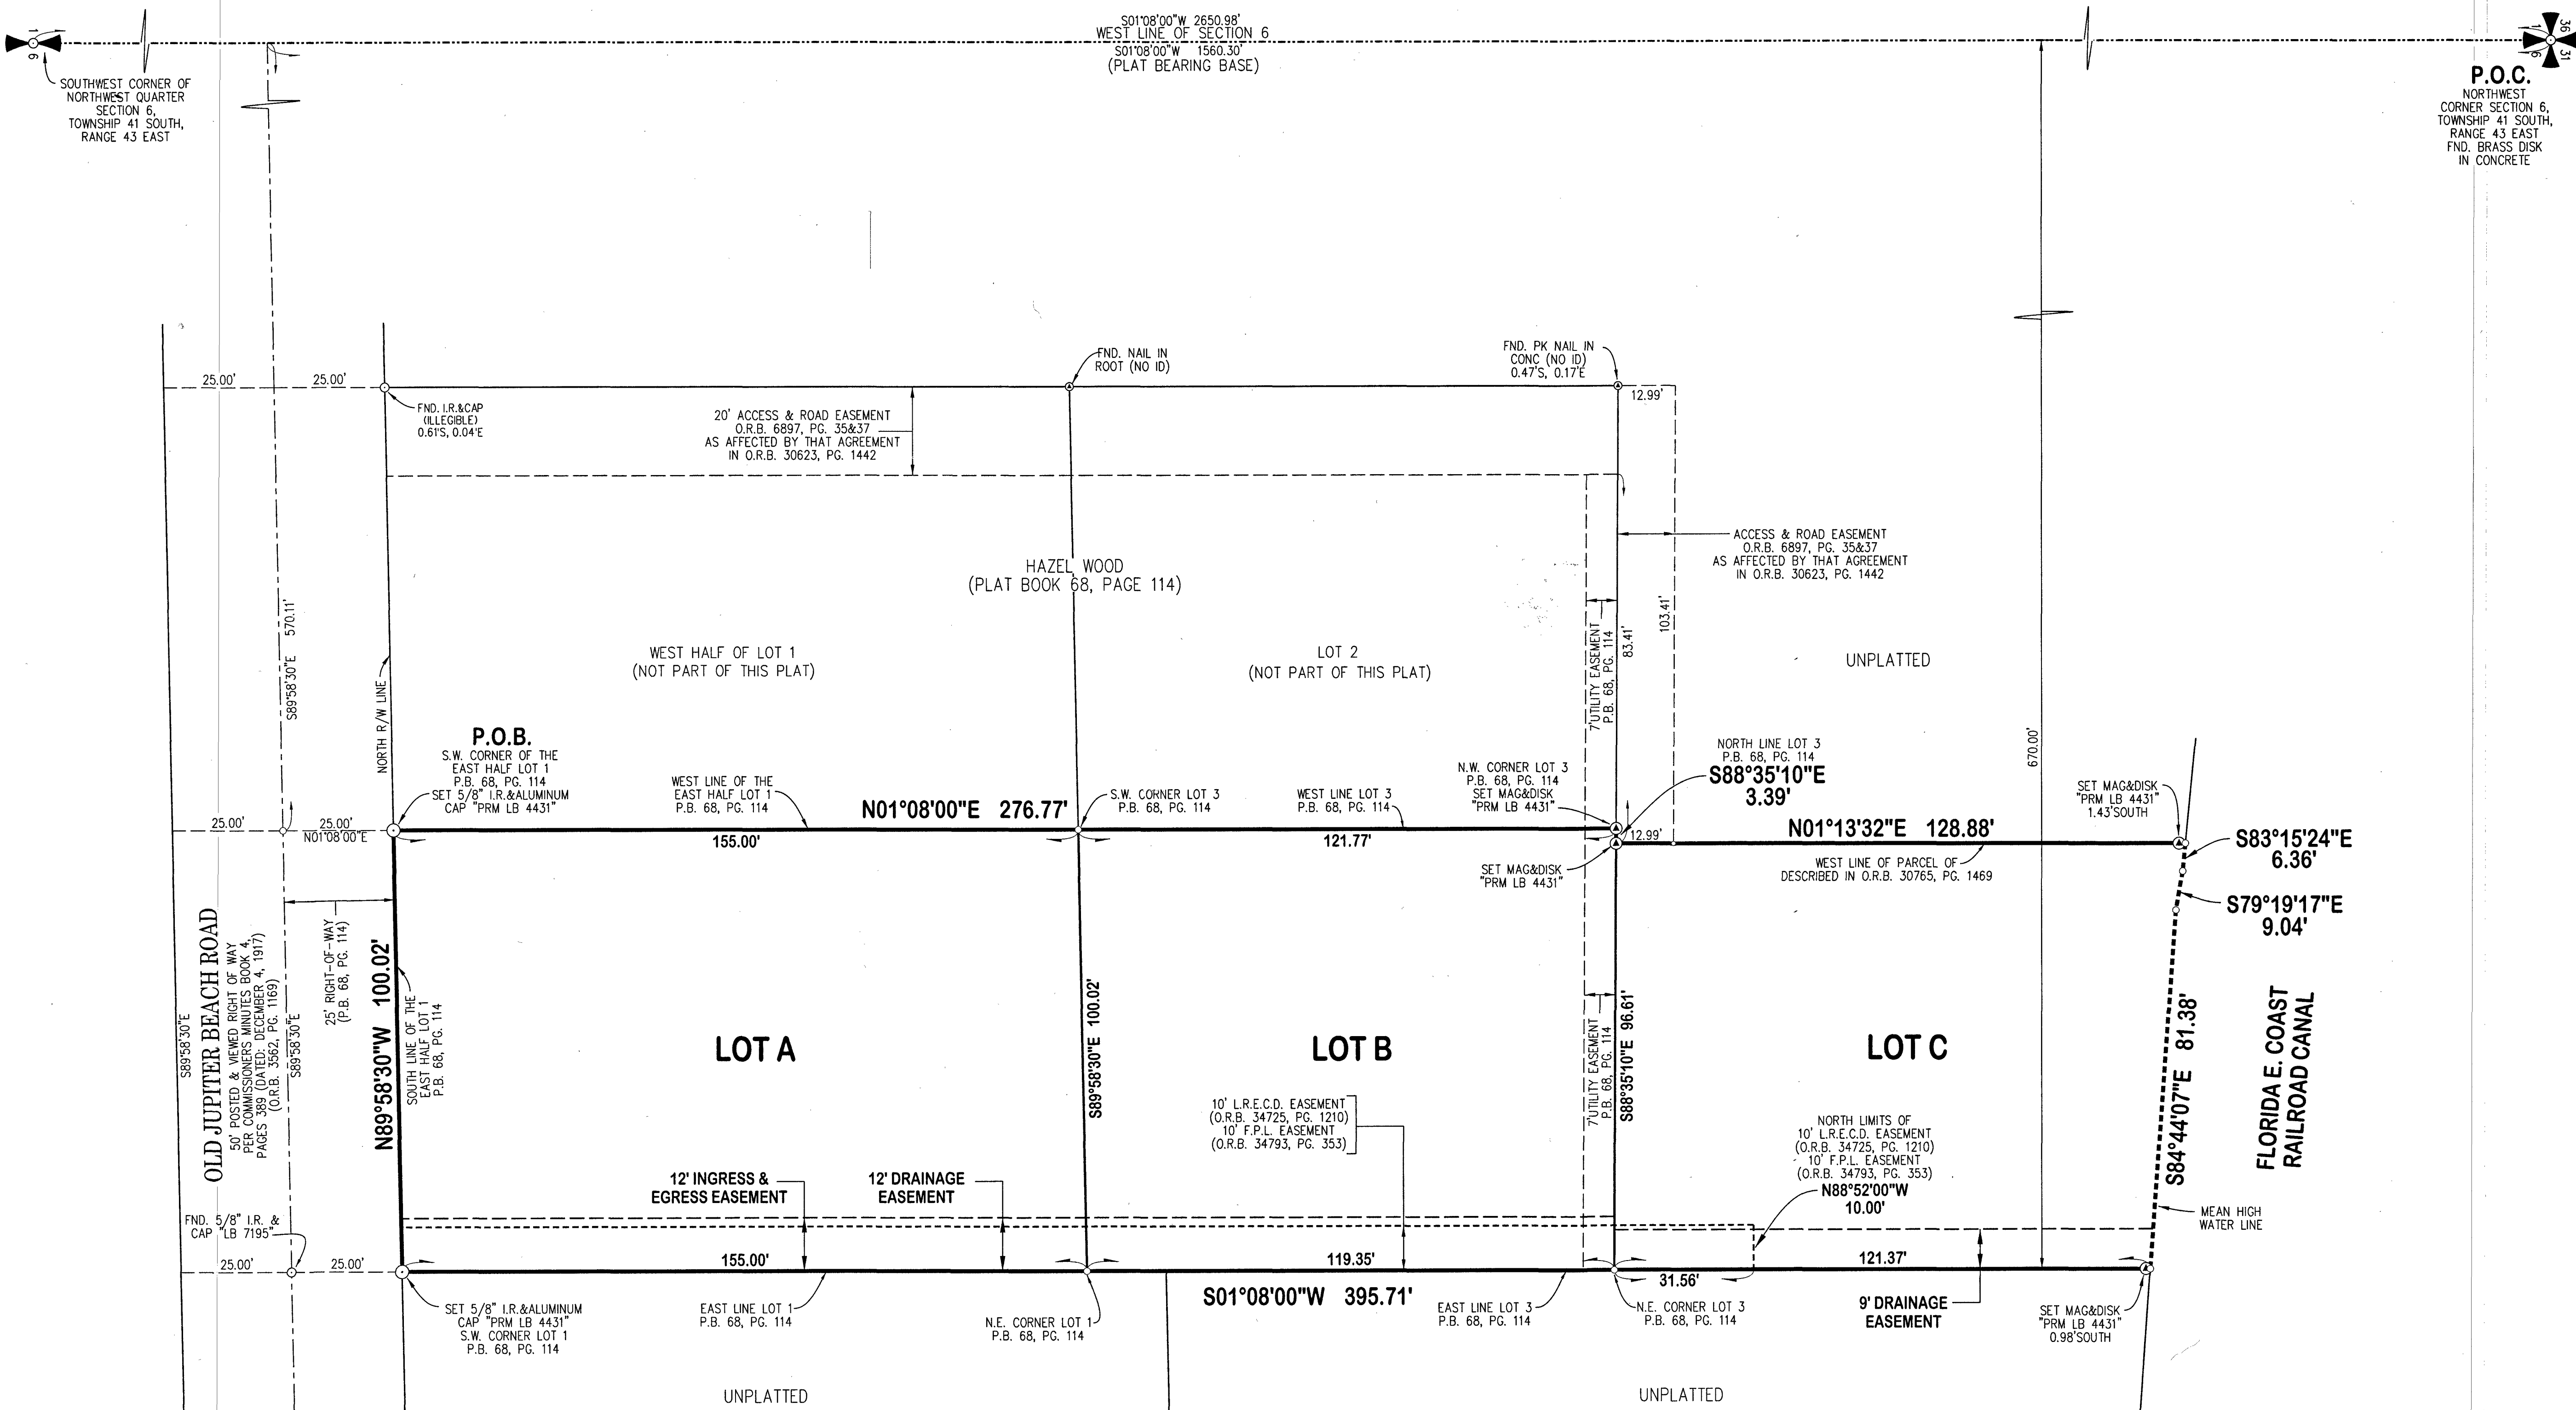 S01°08'00"W 2650.98'
WEST LINE OF SECTION 6
S01°08'00"W 1560.30'
(PLAT BEARING BASE)
1
6
SOUTHWEST CORNER OF
NORTHWEST QUARTER
SECTION 6,
TOWNSHIP 41 SOUTH,
RANGE 43 EAST
36
31
1
6
P.O.C.
NORTHWEST
CORNER SECTION 6,
TOWNSHIP 41 SOUTH,
RANGE 43 EAST
FND. BRASS DISK
IN CONCRETE
25.00'
25.00'
FND. I.R.&CAP
(ILLEGIBLE)
0.61'S, 0.04'E
20' ACCESS & ROAD EASEMENT
O.R.B. 6897, PG. 35&37
AS AFFECTED BY THAT AGREEMENT
IN O.R.B. 30623, PG. 1442
FND. NAIL IN
ROOT (NO ID)
FND. PK NAIL IN
CONC (NO ID)
0.47'S, 0.17'E
12.99'
ACCESS & ROAD EASEMENT
O.R.B. 6897, PG. 35&37
AS AFFECTED BY THAT AGREEMENT
IN O.R.B. 30623, PG. 1442
HAZEL WOOD
(PLAT BOOK 68, PAGE 114)
WEST HALF OF LOT 1
(NOT PART OF THIS PLAT)
LOT 2
(NOT PART OF THIS PLAT)
7'UTILITY EASEMENT
P.B. 68, PG. 114
83.41'
103.41'
UNPLATTED
670.00'
S89°58'30"E 570.11'
NORTH R/W LINE
P.O.B.
S.W. CORNER OF THE
EAST HALF LOT 1
P.B. 68, PG. 114
SET 5/8" I.R.&ALUMINUM
CAP "PRM LB 4431"
WEST LINE OF THE
EAST HALF LOT 1
P.B. 68, PG. 114
N01°08'00"E 276.77'
S.W. CORNER LOT 3
P.B. 68, PG. 114
WEST LINE LOT 3
P.B. 68, PG. 114
N.W. CORNER LOT 3
P.B. 68, PG. 114
SET MAG&DISK
"PRM LB 4431"
NORTH LINE LOT 3
P.B. 68, PG. 114
S88°35'10"E
3.39'
SET MAG&DISK
"PRM LB 4431"
1.43'SOUTH
25.00'
25.00'
N01°08'00"E
155.00'
121.77'
12.99'
N01°13'32"E 128.88'
S83°15'24"E
6.36'
SET MAG&DISK
"PRM LB 4431"
WEST LINE OF PARCEL OF
DESCRIBED IN O.R.B. 30765, PG. 1469
S79°19'17"E
9.04'
S89°58'30"E
OLD JUPITER BEACH ROAD
50' POSTED & VIEWED RIGHT OF WAY
PER COMMISSIONERS MINUTES BOOK 4,
PAGES 389 (DATED: DECEMBER 4, 1917)
(O.R.B. 3562, PG. 1169)
S89°58'30"E
25' RIGHT-OF-WAY
(P.B. 68, PG. 114)
N89°58'30"W 100.02'
SOUTH LINE OF THE
EAST HALF LOT 1
P.B. 68, PG. 114
LOT A
S89°58'30"E 100.02'
LOT B
7'UTILITY EASEMENT
P.B. 68, PG. 114
S88°35'10"E 96.61'
LOT C
S84°44'07"E 81.38'
FLORIDA E. COAST
RAILROAD CANAL
10' L.R.E.C.D. EASEMENT
(O.R.B. 34725, PG. 1210)
10' F.P.L. EASEMENT
(O.R.B. 34793, PG. 353)
NORTH LIMITS OF
10' L.R.E.C.D. EASEMENT
(O.R.B. 34725, PG. 1210)
10' F.P.L. EASEMENT
(O.R.B. 34793, PG. 353)
N88°52'00"W
10.00'
12' INGRESS &
EGRESS EASEMENT
12' DRAINAGE
EASEMENT
MEAN HIGH
WATER LINE
FND. 5/8" I.R. &
CAP "LB 7195"
25.00'
25.00'
155.00'
119.35'
31.56'
121.37'
S01°08'00"W 395.71'
SET 5/8" I.R.&ALUMINUM
CAP "PRM LB 4431"
S.W. CORNER LOT 1
P.B. 68, PG. 114
EAST LINE LOT 1
P.B. 68, PG. 114
N.E. CORNER LOT 1
P.B. 68, PG. 114
EAST LINE LOT 3
P.B. 68, PG. 114
N.E. CORNER LOT 3
P.B. 68, PG. 114
9' DRAINAGE
EASEMENT
SET MAG&DISK
"PRM LB 4431"
0.98'SOUTH
UNPLATTED
UNPLATTED